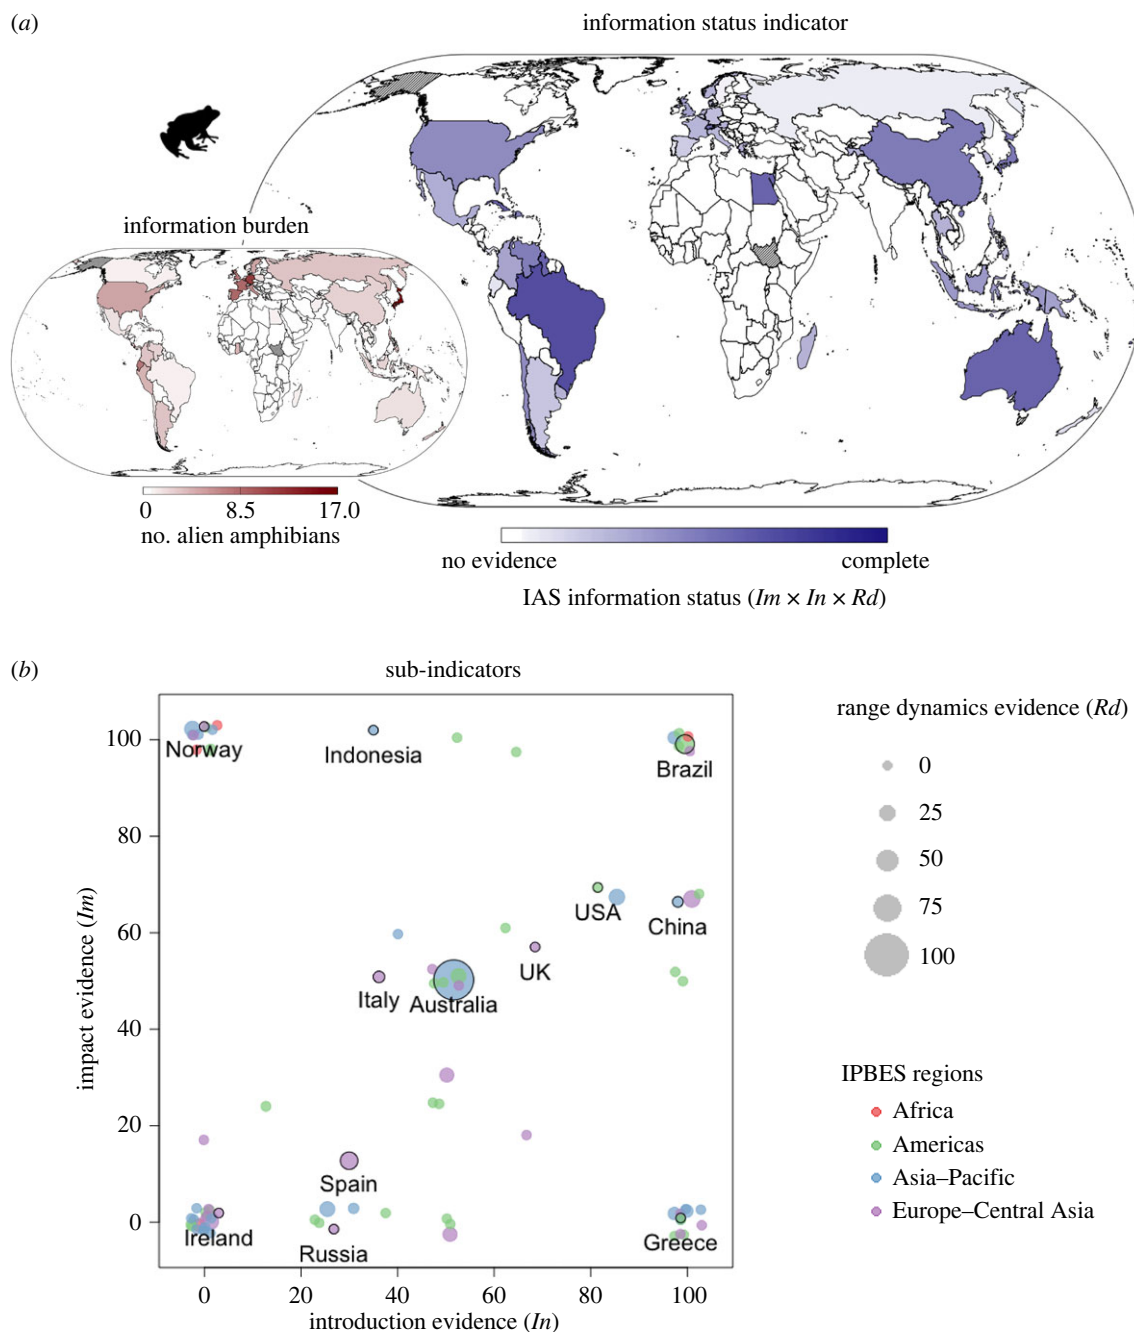 (a)
information status indicator
information burden
0
8.5
17.0
no. alien amphibians
no evidence
complete
IAS information status (Im × In × Rd)
(b)
sub-indicators
range dynamics evidence (Rd)
0
25
50
75
100
IPBES regions
Africa
Americas
Asia–Pacific
Europe–Central Asia
impact evidence (Im)
100
80
60
40
20
0
Norway
Indonesia
Brazil
USA
China
UK
Italy
Australia
Spain
Ireland
Russia
Greece
0
20
40
60
80
100
introduction evidence (In)